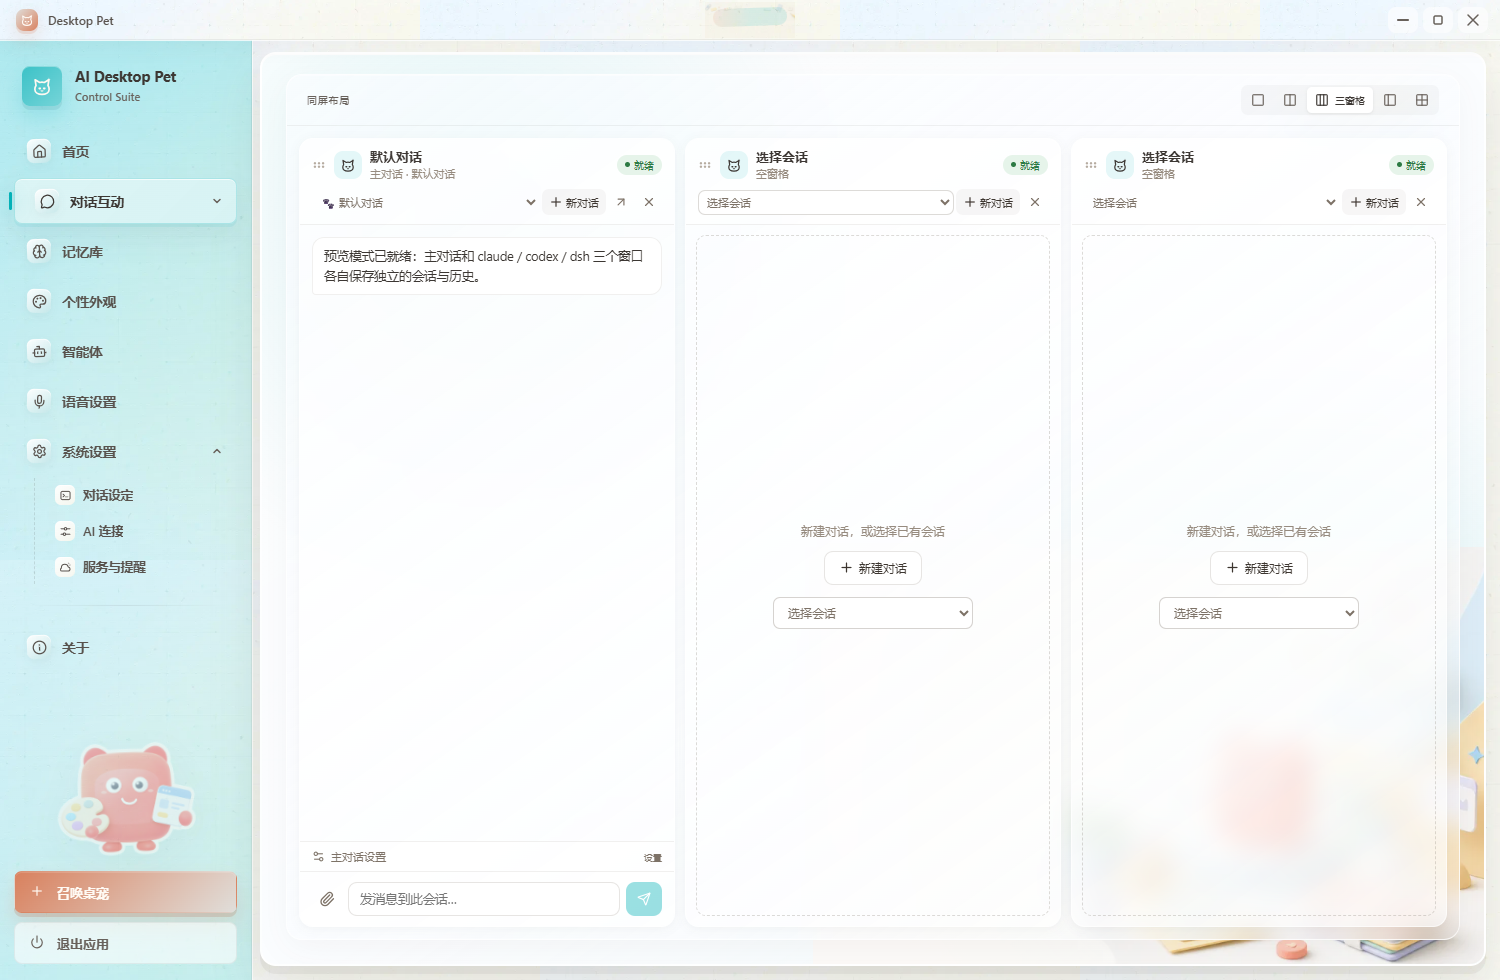 Desktop Pet
AI Desktop Pet
Control Suite
首页
对话互动
记忆库
个性外观
智能体
语音设置
系统设置
对话设定
AI 连接
服务与提醒
关于
召唤桌宠
退出应用
同屏布局
三窗格
默认对话
主对话 · 默认对话
就绪
默认对话
新对话
预览模式已就绪：主对话和 claude / codex / dsh 三个窗口
各自保存独立的会话与历史。
主对话设置
设置
发消息到此会话...
选择会话
空窗格
就绪
选择会话
新对话
新建对话，或选择已有会话
新建对话
选择会话
选择会话
空窗格
就绪
选择会话
新对话
新建对话，或选择已有会话
新建对话
选择会话